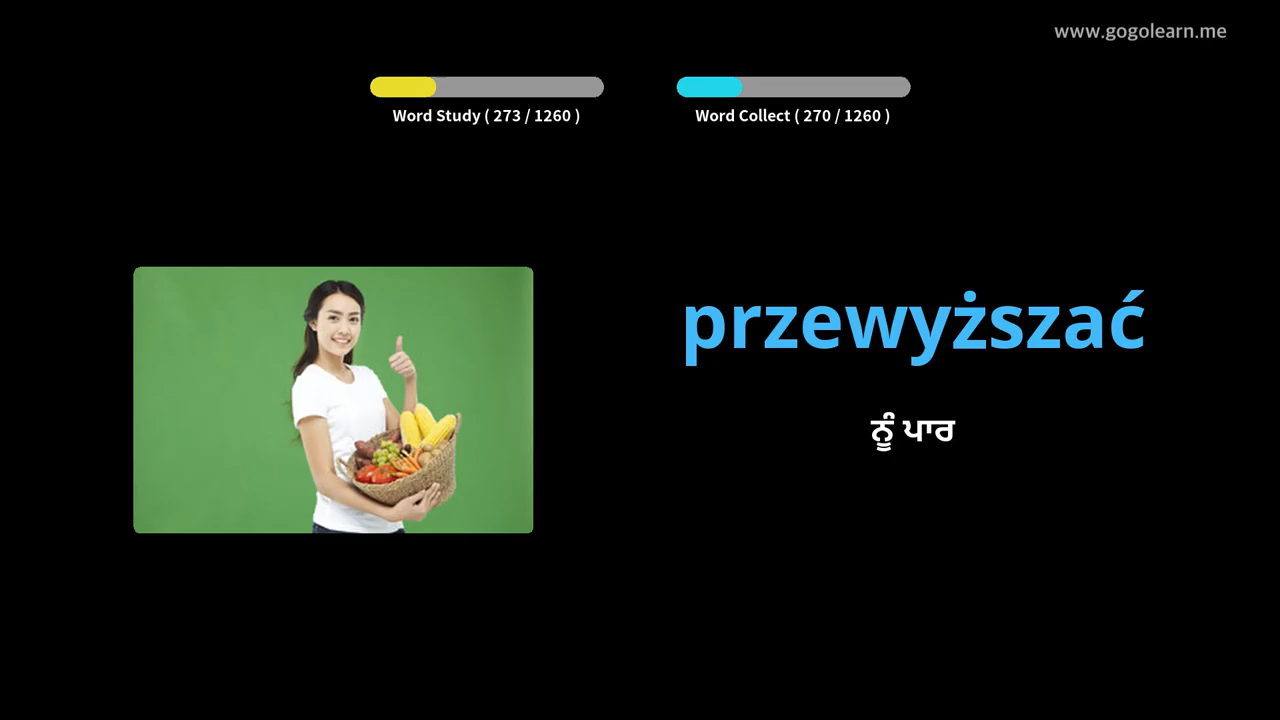 www.gogolearn.me
Word Study ( 273 / 1260 )
Word Collect ( 270 / 1260 )
przewyższać
ਨੂੰ ਪਾਰ